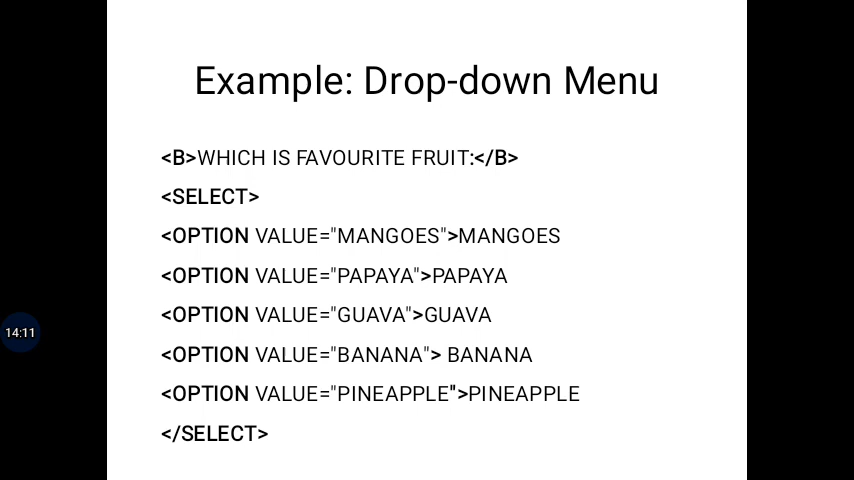 Example: Drop-down Menu
<B>WHICH IS FAVOURITE FRUIT:</B>
<SELECT>
<OPTION VALUE="MANGOES">MANGOES
<OPTION VALUE="PAPAYA">PAPAYA
<OPTION VALUE="GUAVA">GUAVA
14:11
<OPTION VALUE="BANANA"> BANANA
<OPTION VALUE="PINEAPPLE">PINEAPPLE
</SELECT>